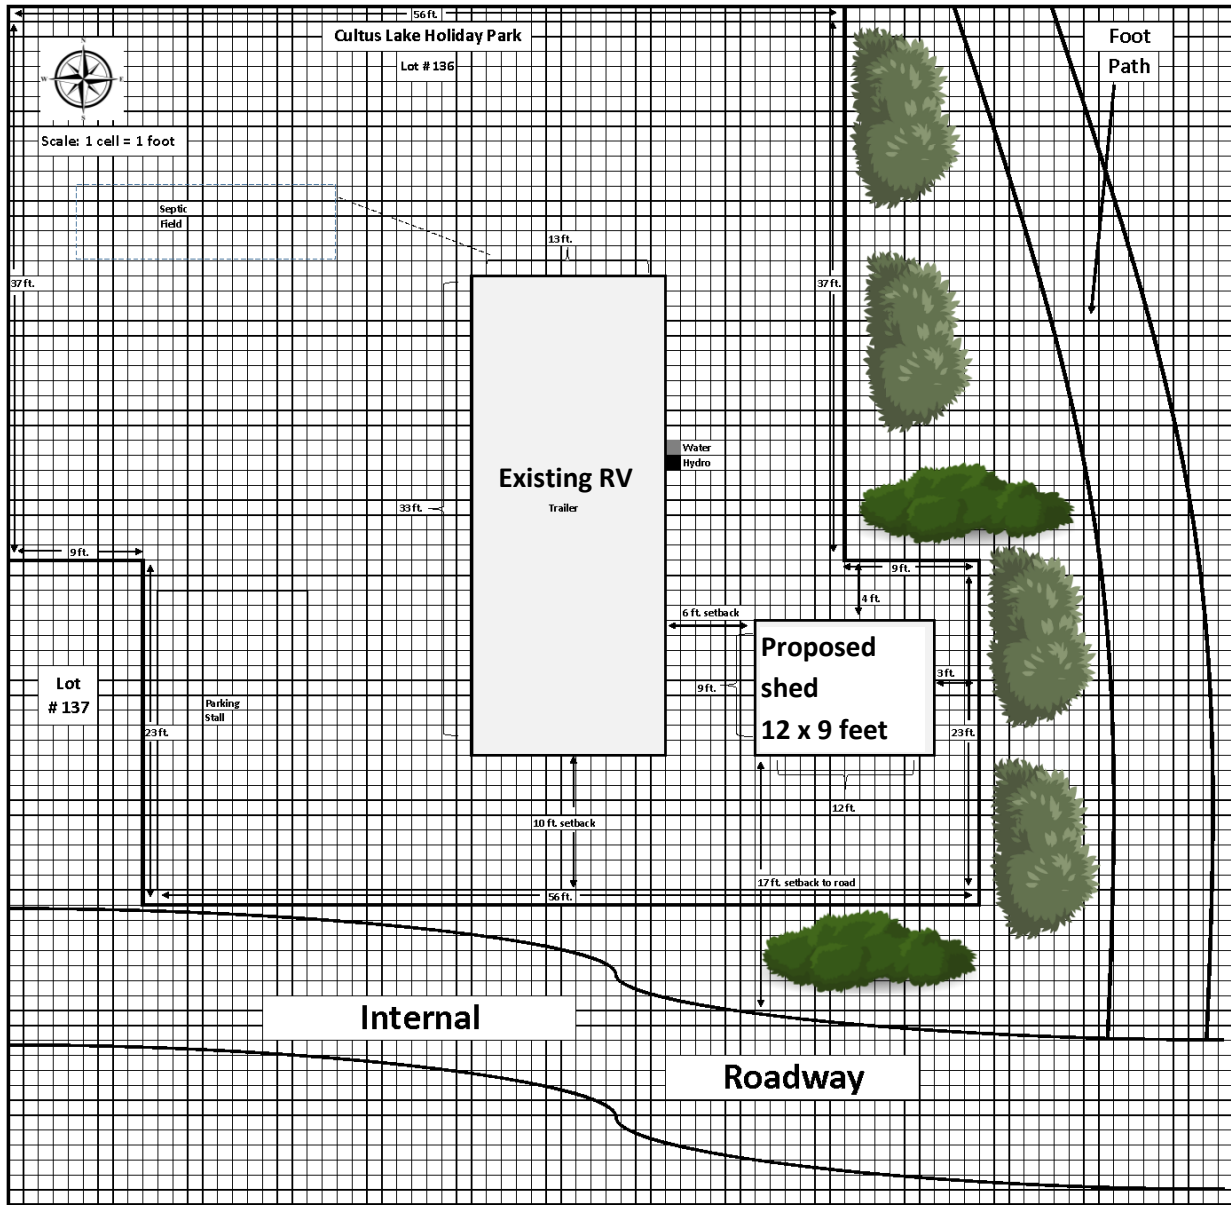 56 ft.
Cultus Lake Holiday Park
Lot # 136
Foot
Path
N
W
E
S
Scale: 1 cell = 1 foot
Septic
Field
13 ft.
37 ft.
37 ft.
Water
Hydro
Existing RV
Trailer
33 ft.
9 ft.
9 ft.
4 ft.
6 ft. setback
Proposed
shed
12 x 9 feet
9 ft.
3 ft.
Lot
# 137
Parking
Stall
23 ft.
23 ft.
12 ft.
10 ft. setback
17 ft. setback to road
56 ft.
Internal
Roadway